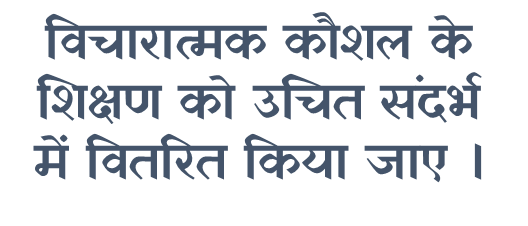 विचारात्मक कौशल के
शिक्षण को उचित संदर्भ
में वितरित किया जाए ।